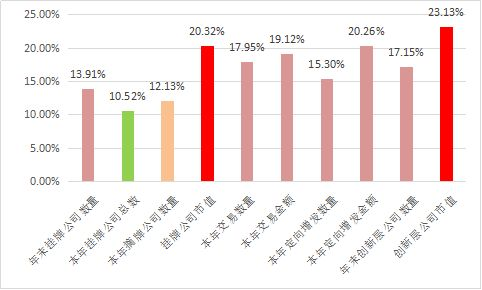 25.00%
20.00%
15.00%
10.00%
5.00%
0.00%
13.91%
10.52%
12.13%
20.32%
17.95%
19.12%
15.30%
20.26%
17.15%
23.13%
年末挂牌公司数量
本年挂牌公司总数
本年摘牌公司数量
挂牌公司市值
本年交易数量
本年交易金额
本年定向增发数量
本年定向增发金额
年末创新层公司数量
创新层公司市值